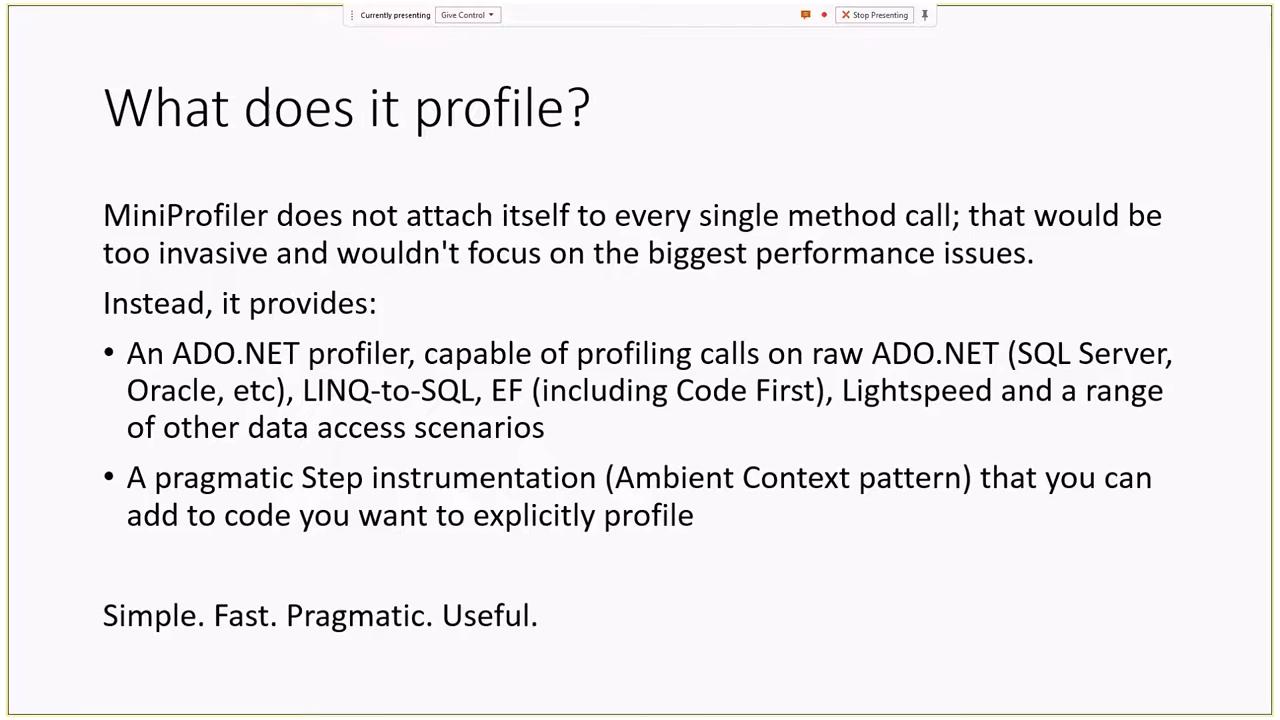 Currently presenting Give Control Stop Presenting
What does it profile?
MiniProfiler does not attach itself to every single method call; that would be
too invasive and wouldn't focus on the biggest performance issues.
Instead, it provides:
• An ADO.NET profiler, capable of profiling calls on raw ADO.NET (SQL Server,
Oracle, etc), LINQ-to-SQL, EF (including Code First), Lightspeed and a range
of other data access scenarios
• A pragmatic Step instrumentation (Ambient Context pattern) that you can
add to code you want to explicitly profile
Simple. Fast. Pragmatic. Useful.